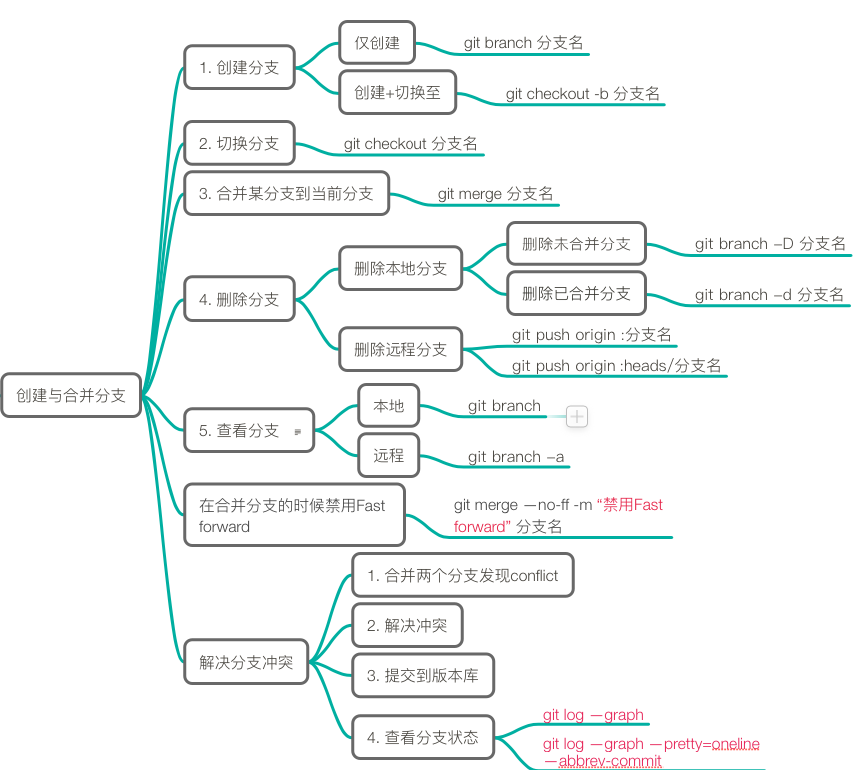 创建与合并分支
1. 创建分支
仅创建
git branch 分支名
创建+切换至
git checkout -b 分支名
2. 切换分支
git checkout 分支名
3. 合并某分支到当前分支
git merge 分支名
4. 删除分支
删除本地分支
删除未合并分支
git branch –D 分支名
删除已合并分支
git branch –d 分支名
删除远程分支
git push origin :分支名
git push origin :heads/分支名
5. 查看分支
本地
git branch
远程
git branch –a
在合并分支的时候禁用Fast
forward
git merge —no-ff -m “禁用Fast
forward” 分支名
解决分支冲突
1. 合并两个分支发现conflict
2. 解决冲突
3. 提交到版本库
4. 查看分支状态
git log —graph
git log —graph —pretty=oneline
—abbrev-commit